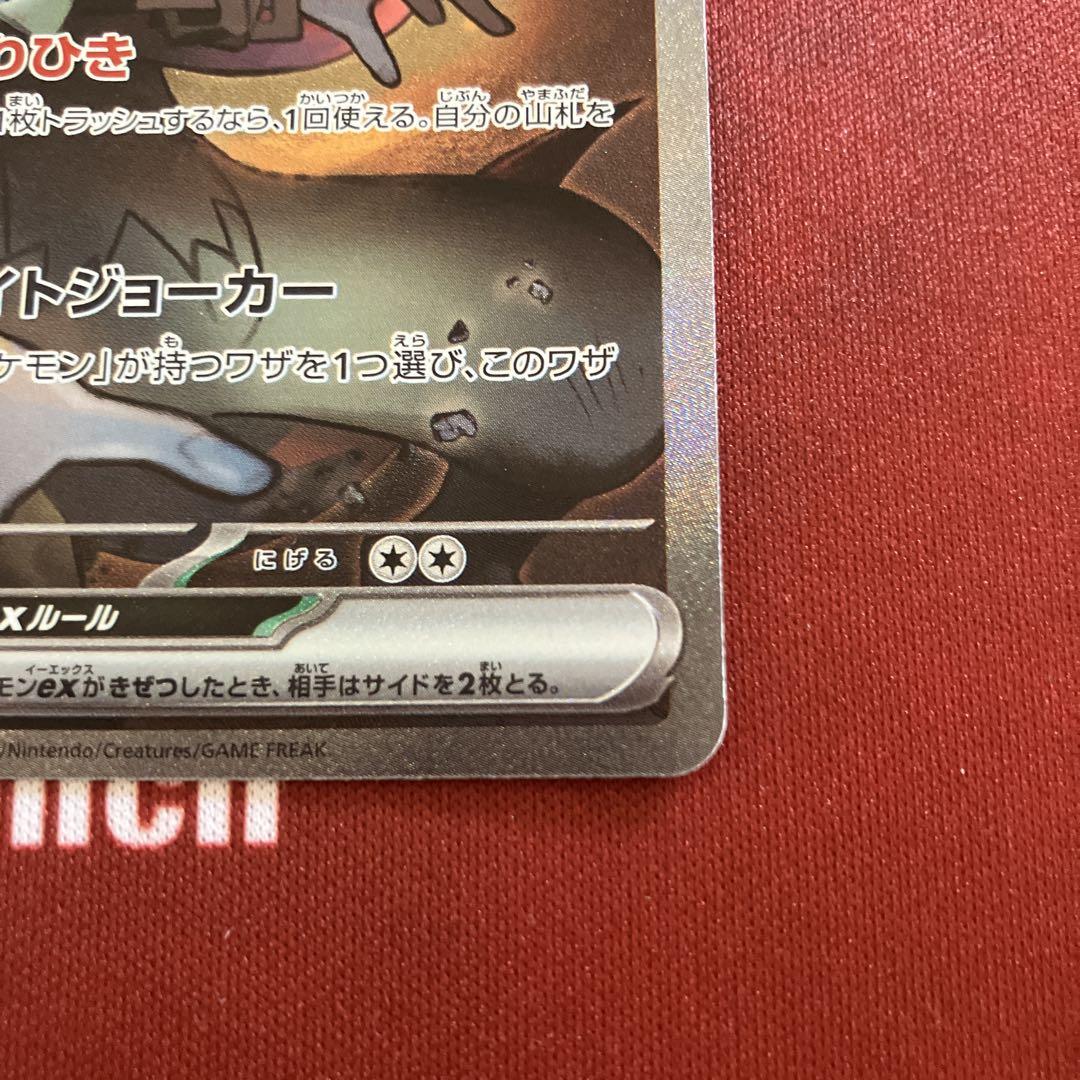 りひき
1枚トラッシュするなら、1回使える。自分の山札を
イトジョーカー
ケモン」が持つワザを1つ選び、このワザ
にげる
exルール
モンexがきぜつしたとき、相手はサイドを2枚とる。
/Nintendo/Creatures/GAME FREAK